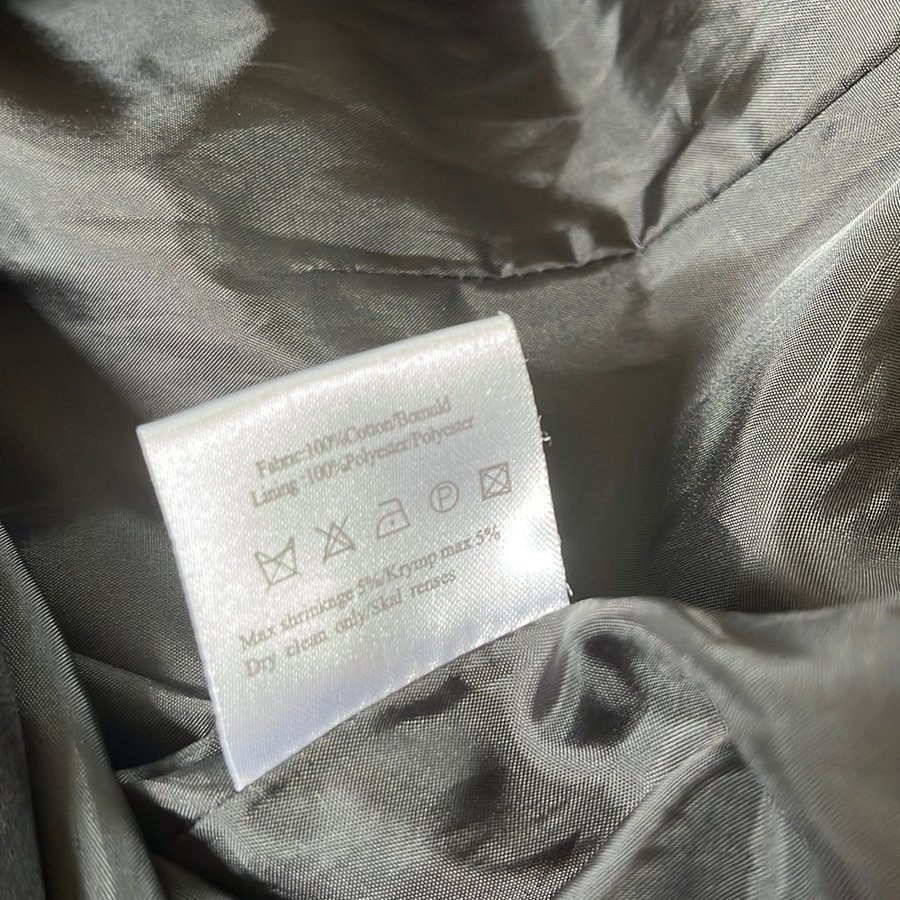 Fabric:100%Cotton/Bomuld
Lining :100%Polyester/Polyester
P
Max shrinkage 5%/Krymp max 5%
Dry clean only/Skal renses